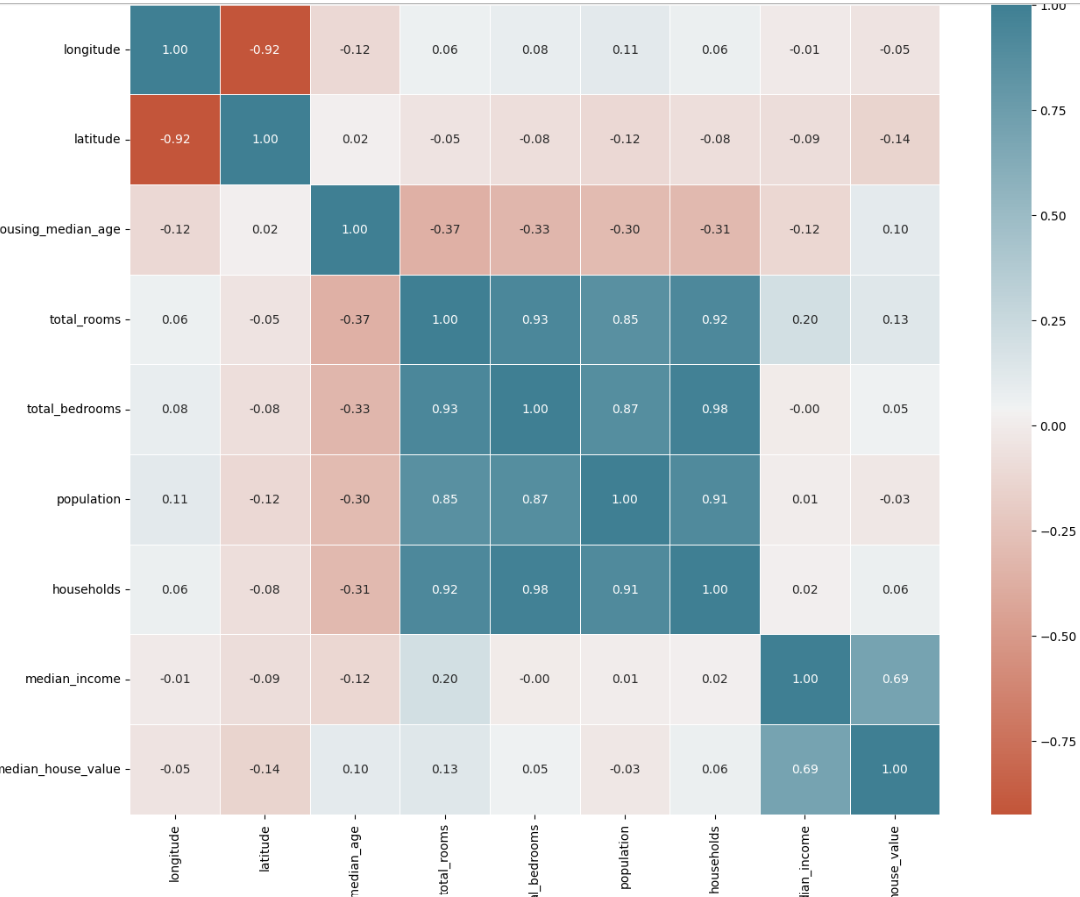 longitude 1.00 -0.92 -0.12 0.06 0.08 0.11 0.06 -0.01 -0.05
latitude -0.92 1.00 0.02 -0.05 -0.08 -0.12 -0.08 -0.09 -0.14
ousing_median_age -0.12 0.02 1.00 -0.37 -0.33 -0.30 -0.31 -0.12 0.10
total_rooms 0.06 -0.05 -0.37 1.00 0.93 0.85 0.92 0.20 0.13
total_bedrooms 0.08 -0.08 -0.33 0.93 1.00 0.87 0.98 -0.00 0.05
population 0.11 -0.12 -0.30 0.85 0.87 1.00 0.91 0.01 -0.03
households 0.06 -0.08 -0.31 0.92 0.98 0.91 1.00 0.02 0.06
median_income -0.01 -0.09 -0.12 0.20 -0.00 0.01 0.02 1.00 0.69
median_house_value -0.05 -0.14 0.10 0.13 0.05 -0.03 0.06 0.69 1.00
longitude
latitude
median_age
total_rooms
al_bedrooms
population
households
dian_income
house_value
1.00
0.75
0.50
0.25
0.00
−0.25
−0.50
−0.75